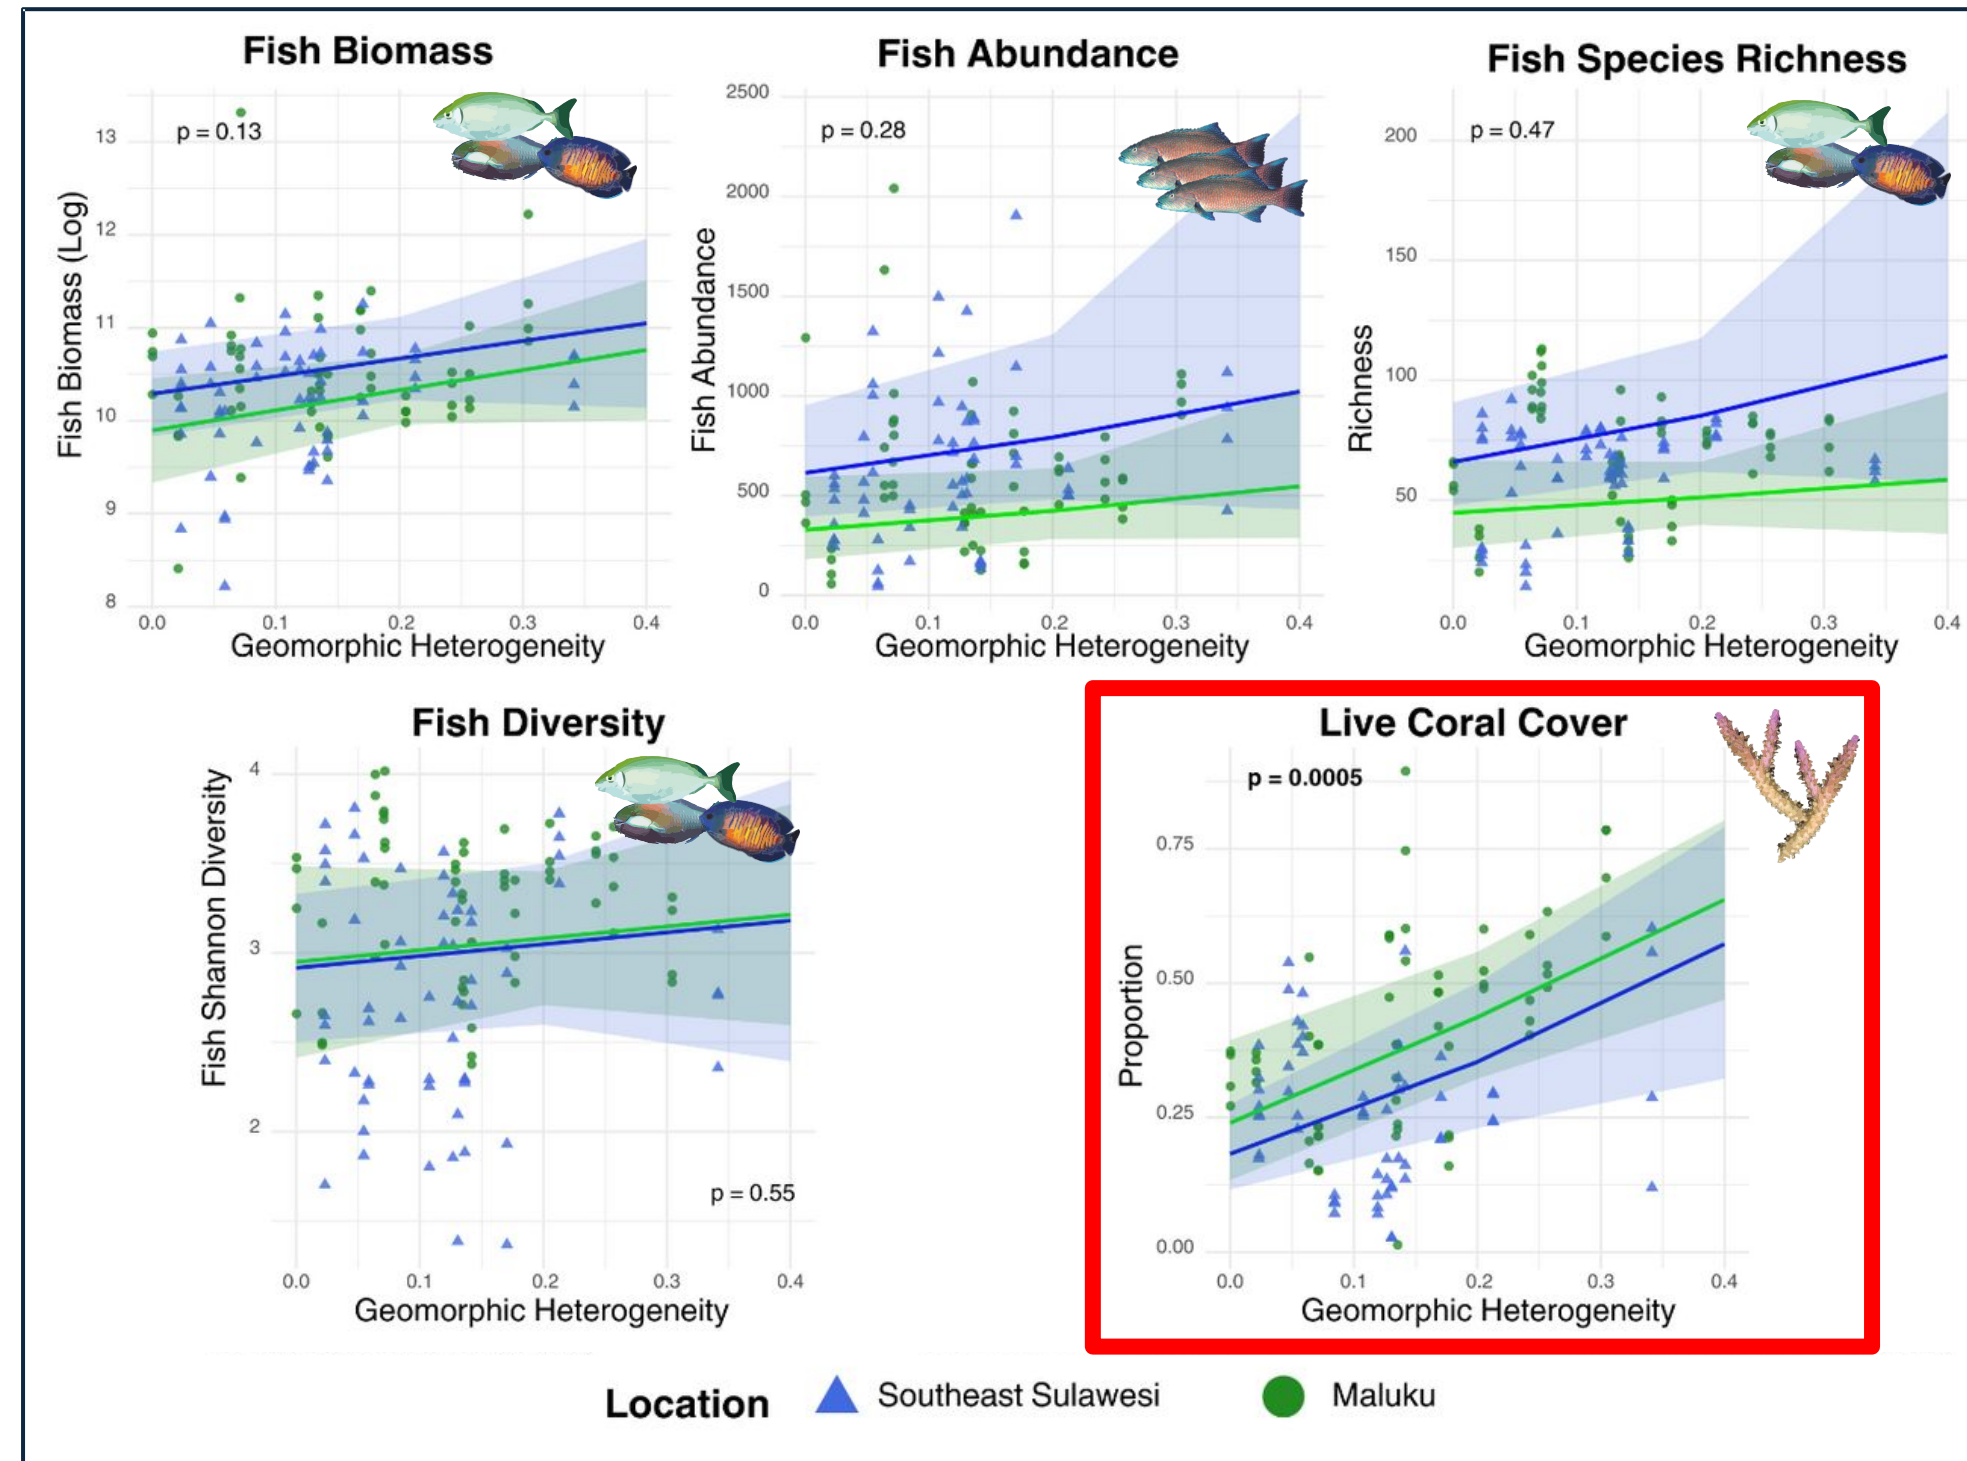 Fish Biomass
p = 0.13
Fish Biomass (Log)
13
12
11
10
9
8
0.0 0.1 0.2 0.3 0.4
Geomorphic Heterogeneity
Fish Abundance
p = 0.28
Fish Abundance
2500
2000
1500
1000
500
0
0.0 0.1 0.2 0.3 0.4
Geomorphic Heterogeneity
Fish Species Richness
p = 0.47
Richness
200
150
100
50
0.0 0.1 0.2 0.3 0.4
Geomorphic Heterogeneity
Fish Diversity
Fish Shannon Diversity
4
3
2
p = 0.55
0.0 0.1 0.2 0.3 0.4
Geomorphic Heterogeneity
Live Coral Cover
p = 0.0005
Proportion
0.75
0.50
0.25
0.00
0.0 0.1 0.2 0.3 0.4
Geomorphic Heterogeneity
Location Southeast Sulawesi Maluku